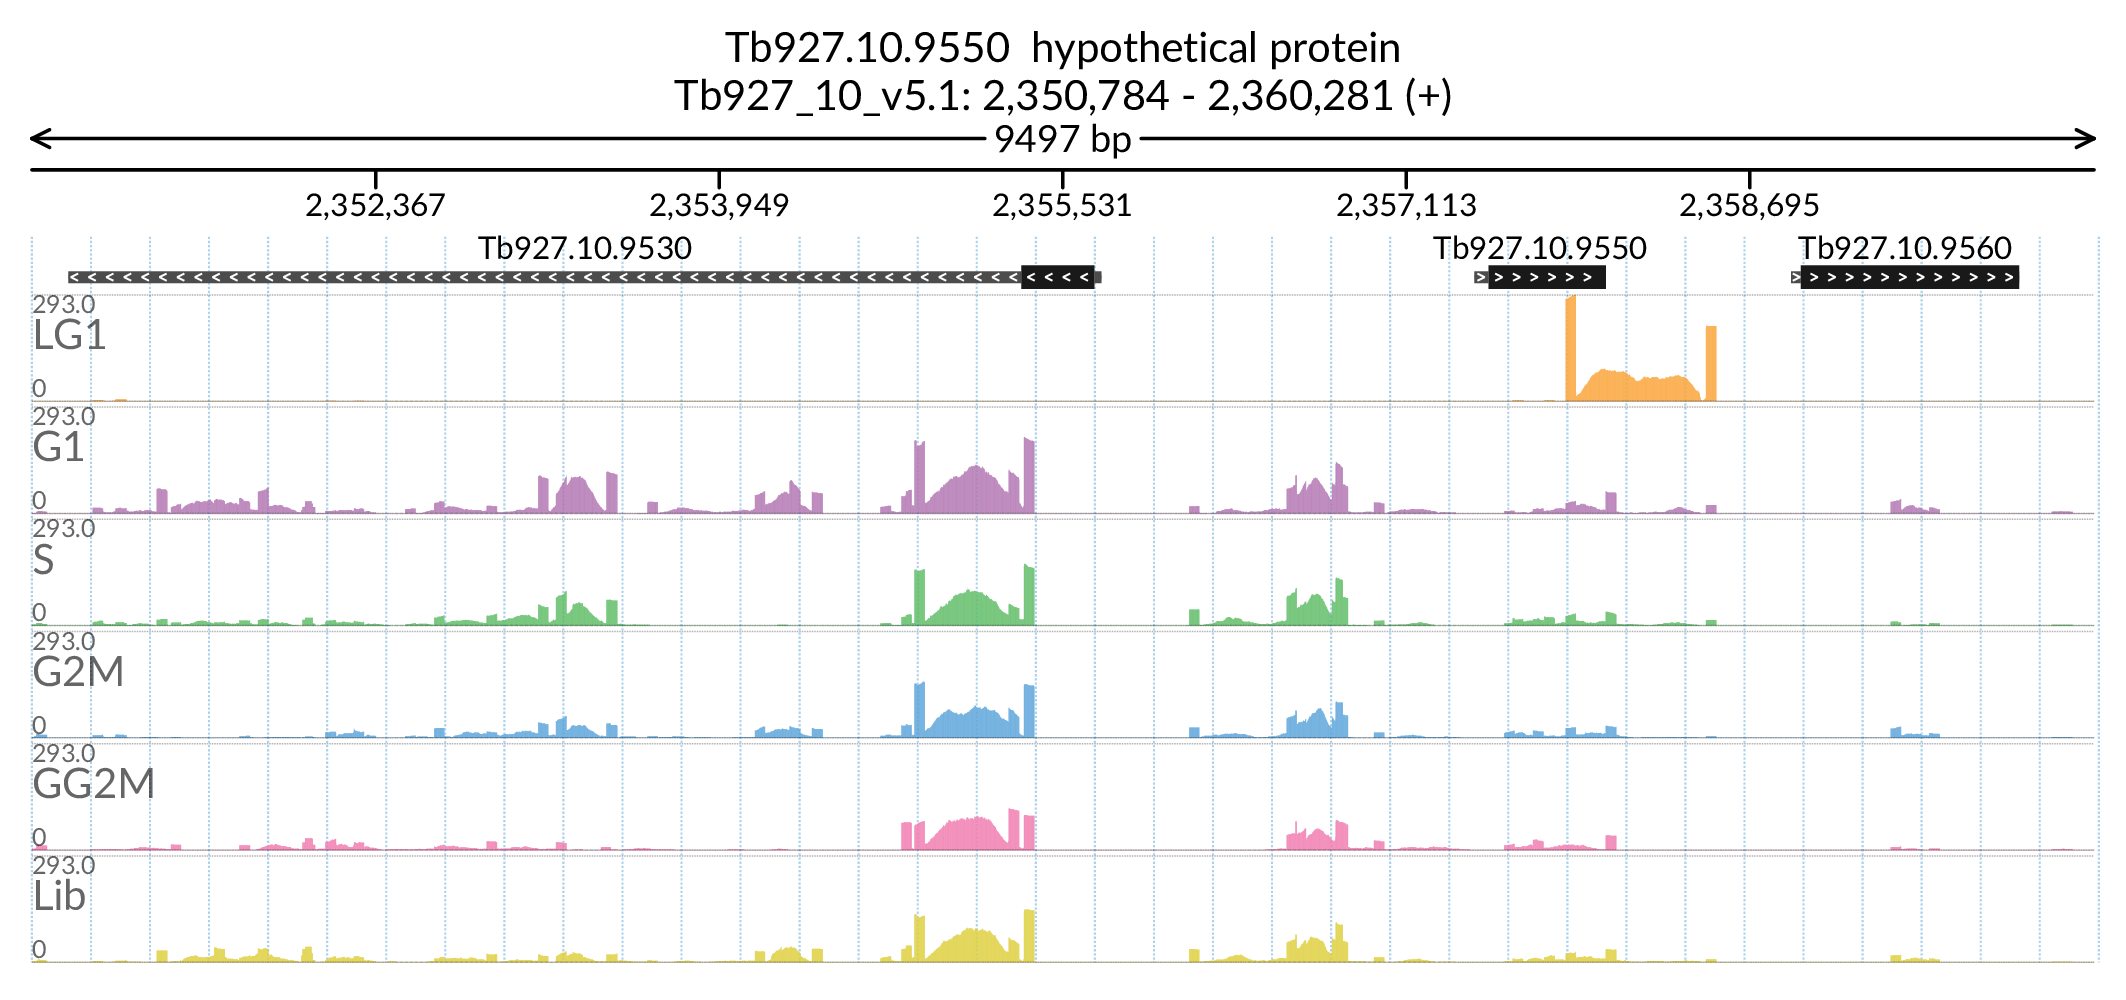 Tb927.10.9550  hypothetical protein
Tb927_10_v5.1: 2,350,784 - 2,360,281 (+)
9497 bp
2,352,367 2,353,949 2,355,531 2,357,113 2,358,695
Tb927.10.9530 Tb927.10.9550 Tb927.10.9560
293.0
LG1
0
293.0
G1
0
293.0
S
0
293.0
G2M
0
293.0
GG2M
0
293.0
Lib
0